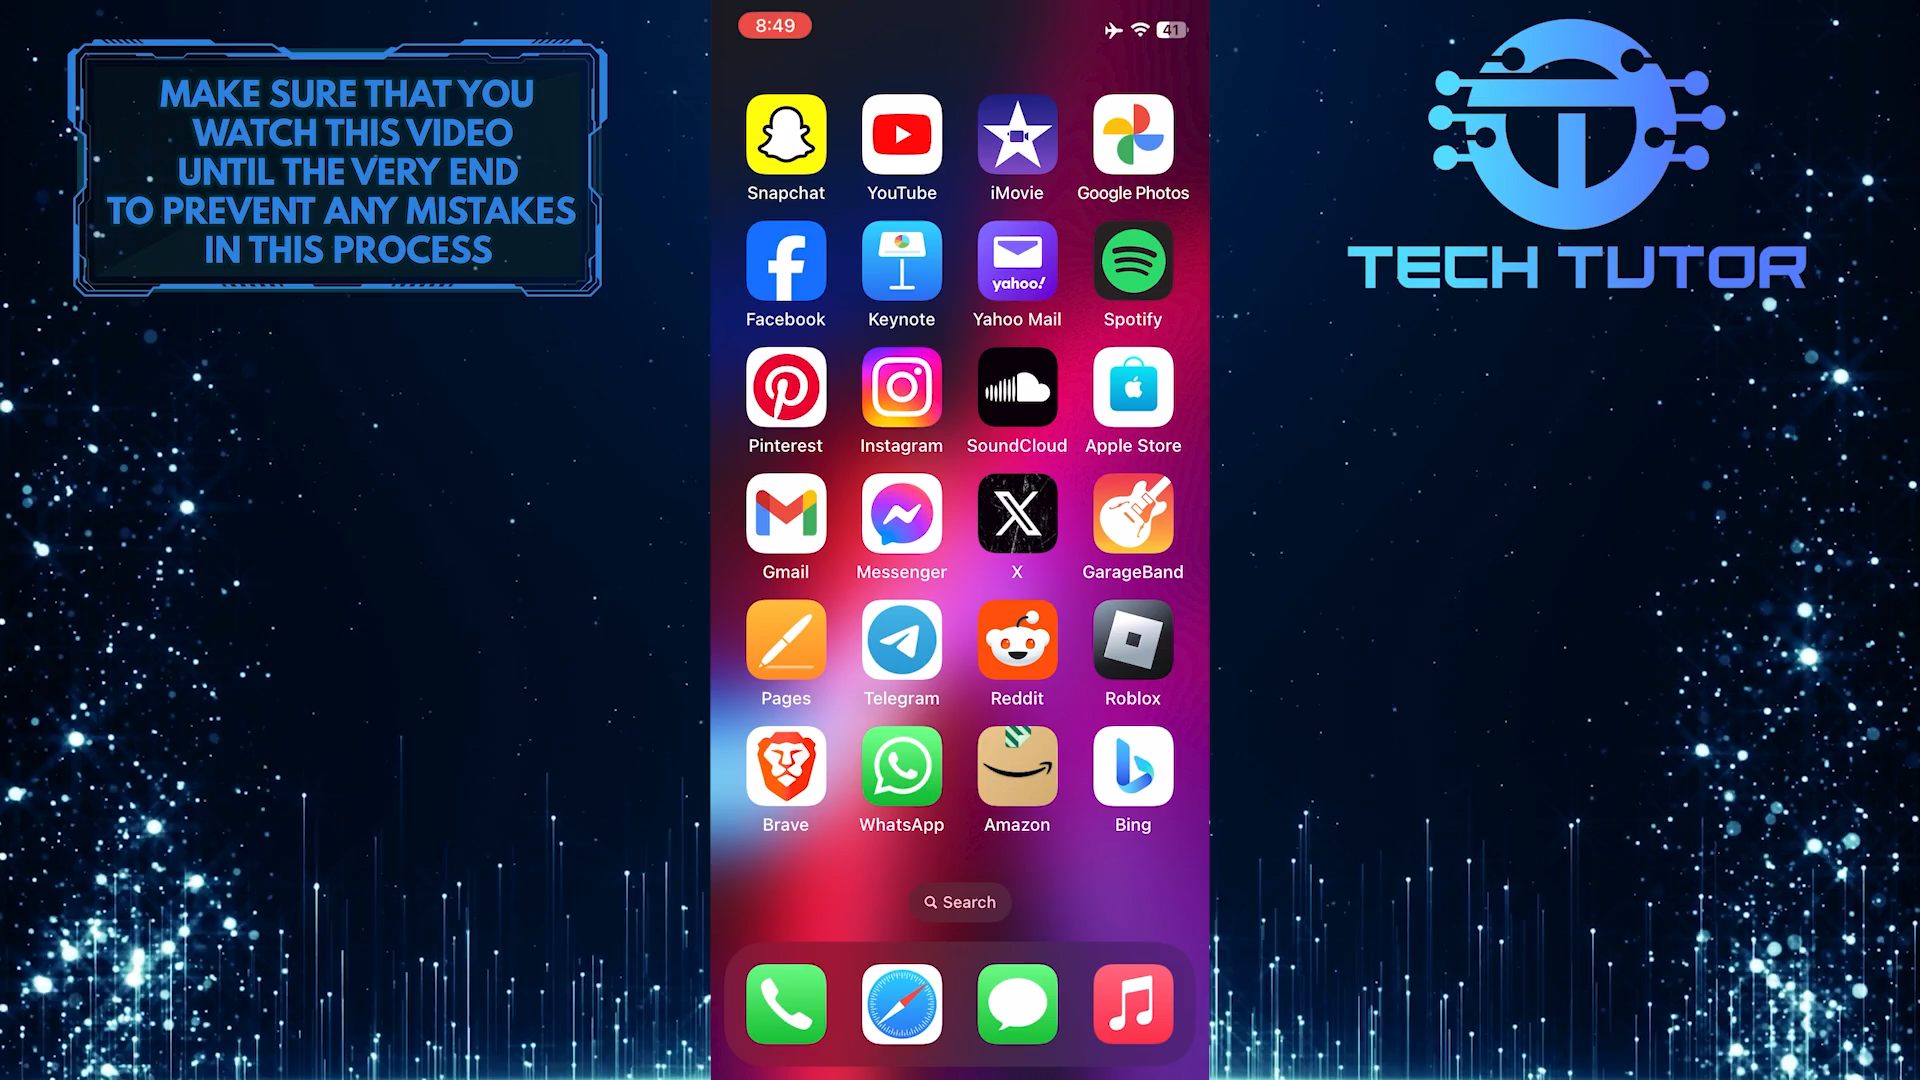 MAKE SURE THAT YOU
WATCH THIS VIDEO
UNTIL THE VERY END
TO PREVENT ANY MISTAKES
IN THIS PROCESS
8:49
41
Snapchat YouTube iMovie Google Photos
yahoo!
Facebook Keynote Yahoo Mail Spotify
Pinterest Instagram SoundCloud Apple Store
Gmail Messenger X GarageBand
Pages Telegram Reddit Roblox
Brave WhatsApp Amazon Bing
Search
TECH TUTOR